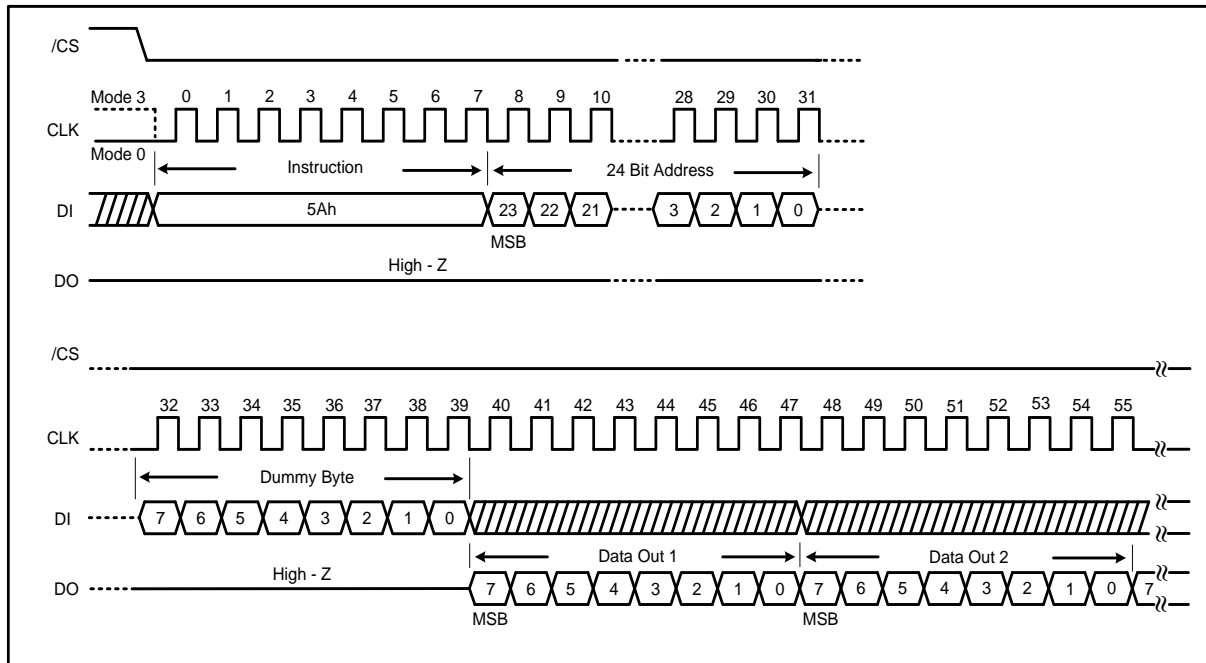 /CS
Mode 3 0 1 2 3 4 5 6 7 8 9 10 28 29 30 31
CLK
Mode 0
Instruction 24 Bit Address
DI 5Ah 23 22 21 3 2 1 0
MSB
High - Z
DO
/CS
32 33 34 35 36 37 38 39 40 41 42 43 44 45 46 47 48 49 50 51 52 53 54 55
CLK
Dummy Byte
DI 7 6 5 4 3 2 1 0
Data Out 1 Data Out 2
High - Z
DO 7 6 5 4 3 2 1 0 7 6 5 4 3 2 1 0 7
MSB MSB